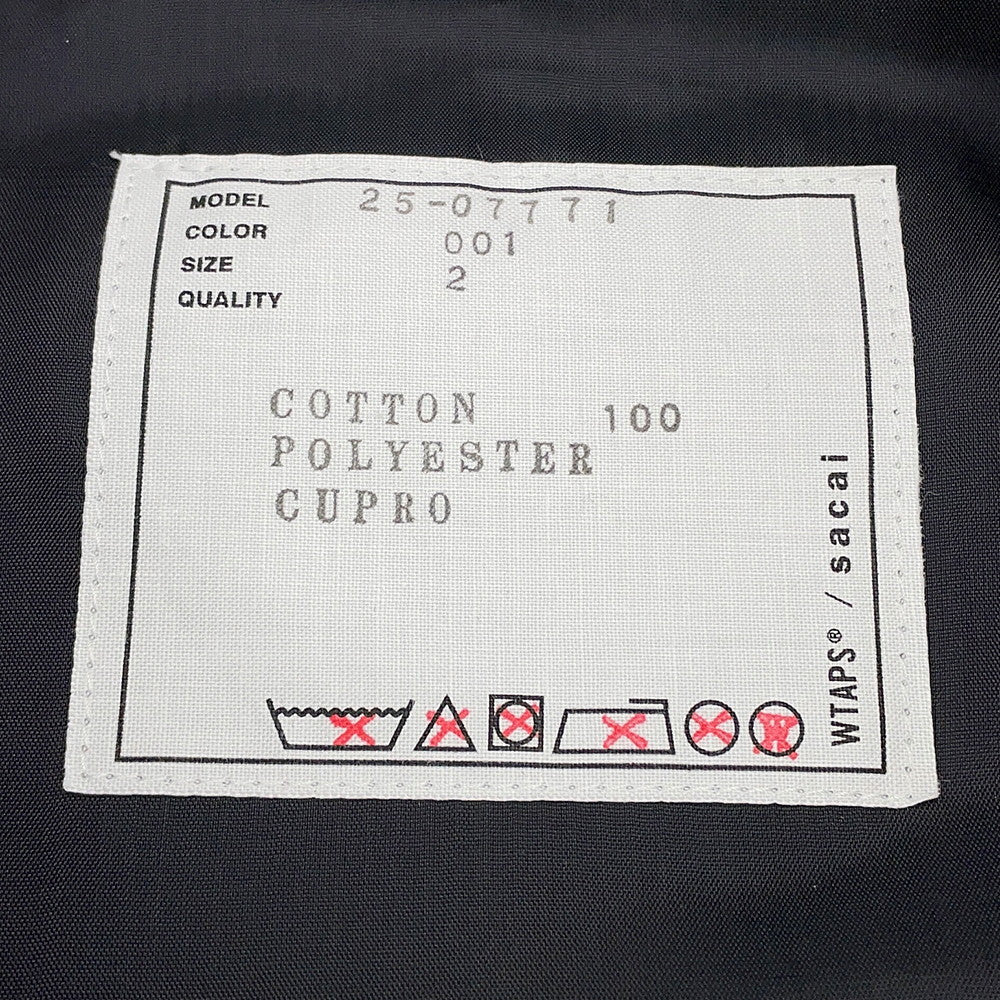 MODEL 25-07771
COLOR 001
SIZE 2
QUALITY
COTTON 100
POLYESTER
CUPRO
WTAPS® / sacai